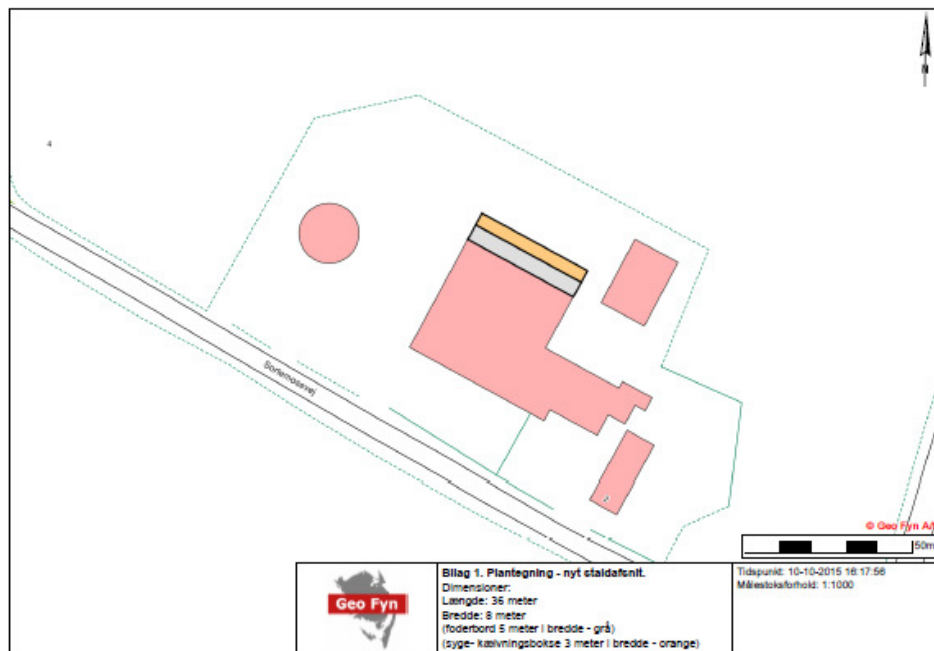 N
4
Sortemosevej
2
© Geo Fyn A/S
50m
Geo Fyn
Bilag 1. Plantegning - nyt staldafsnit.
Dimensioner:
Længde: 36 meter
Bredde: 8 meter
(foderbord 5 meter i bredde - grå)
(syge- kælvningsbokse 3 meter i bredde - orange)
Tidspunkt: 10-10-2015 16:17:56
Målestoksforhold: 1:1000